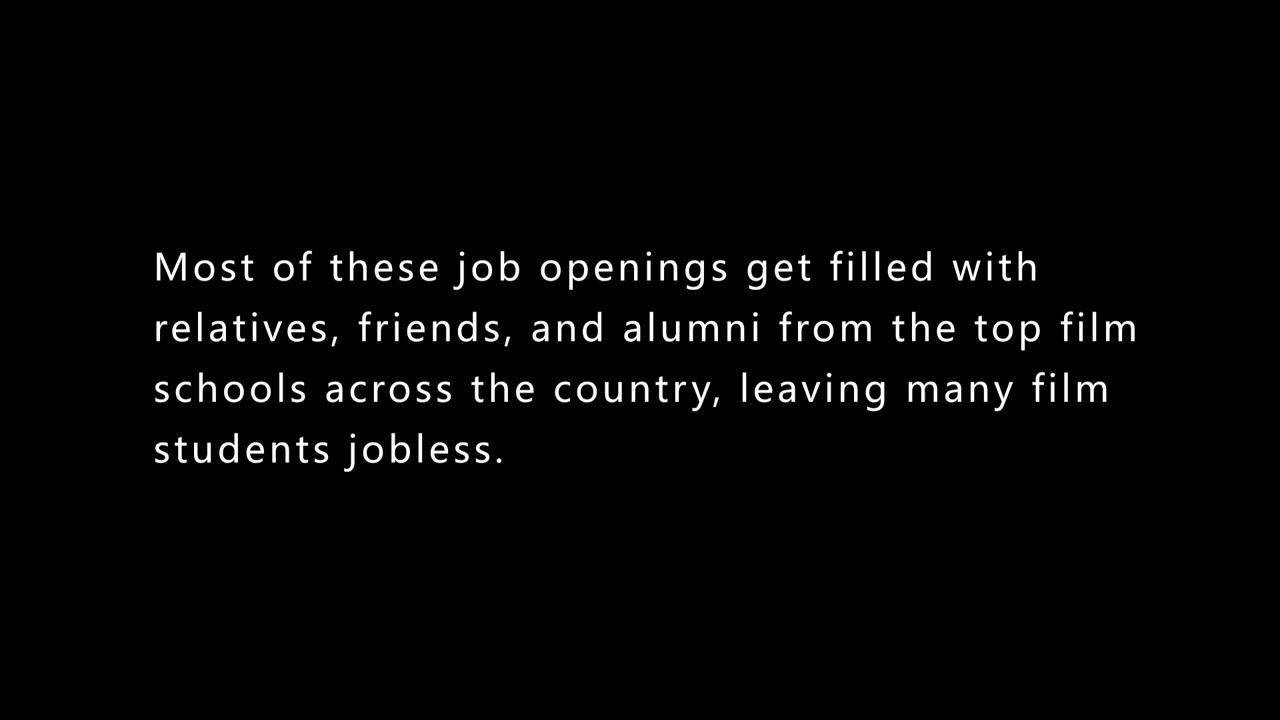 Most of these job openings get filled with
relatives, friends, and alumni from the top film
schools across the country, leaving many film
students jobless.